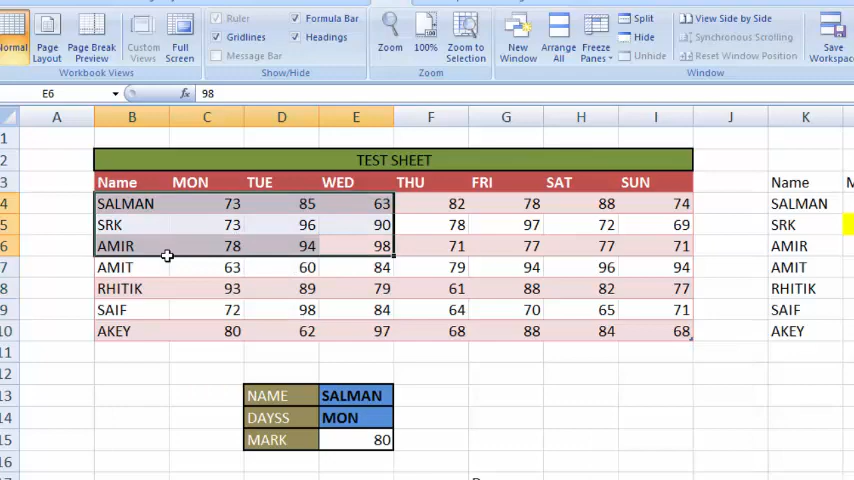 Ruler Formula Bar
Gridlines Headings
Message Bar
Normal Page Layout Page Break Preview Custom Views Full Screen
Zoom 100% Zoom to Selection
New Window Arrange All Freeze Panes
Split
Hide
Unhide
View Side by Side
Synchronous Scrolling
Reset Window Position
Save Workspace
Workbook Views Show/Hide Zoom Window
E6 fx 98
A B C D E F G H I J K
1
2 TEST SHEET
3 Name MON TUE WED THU FRI SAT SUN Name M
4 SALMAN 73 85 63 82 78 88 74 SALMAN
5 SRK 73 96 90 78 97 72 69 SRK
6 AMIR 78 94 98 71 77 77 71 AMIR
7 AMIT 63 60 84 79 94 96 94 AMIT
8 RHITIK 93 89 79 61 88 82 77 RHITIK
9 SAIF 72 98 84 64 70 65 71 SAIF
10 AKEY 80 62 97 68 88 84 68 AKEY
11
12
13 NAME SALMAN
14 DAYSS MON
15 MARK 80
16